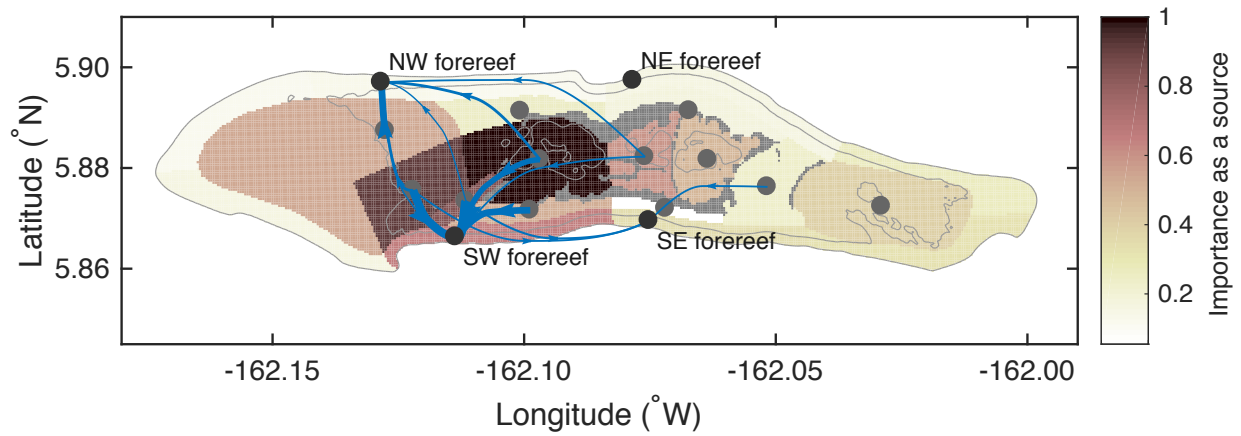 NW forereef
NE forereef
SW forereef
SE forereef
5.90
5.88
5.86
Latitude (˚N)
-162.15
-162.10
-162.05
-162.00
Longitude (˚W)
1
0.8
0.6
0.4
0.2
Importance as a source